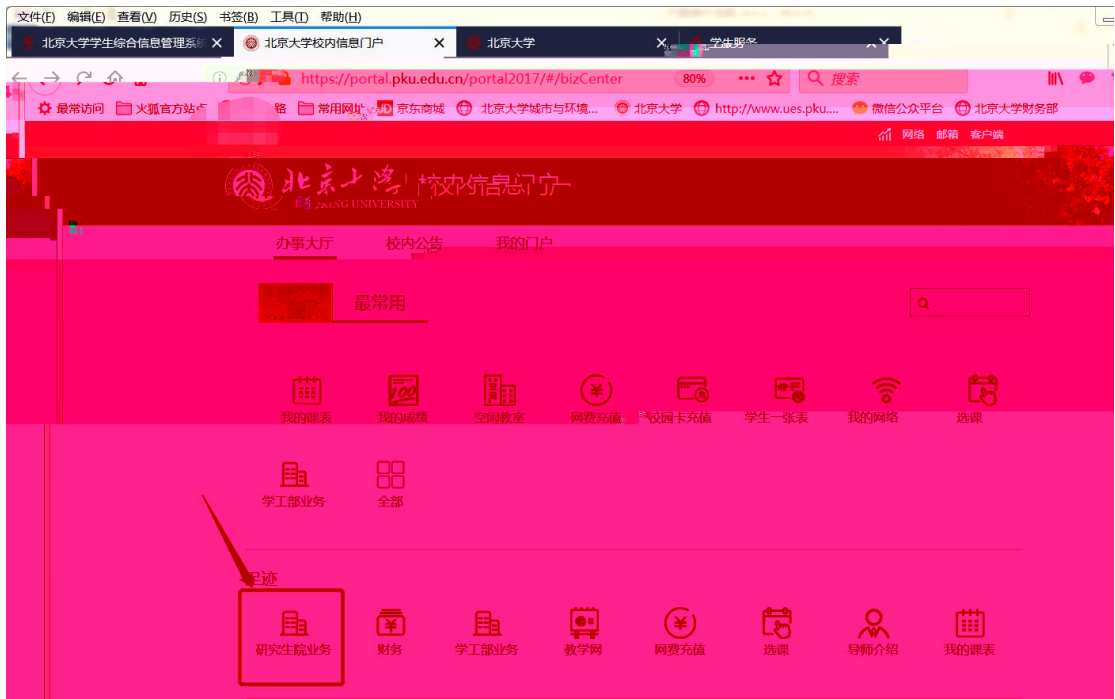 文件(F) 编辑(E) 查看(V) 历史(S) 书签(B) 工具(T) 帮助(H)
北京大学学生综合信息管理系统 北京大学校内信息门户 北京大学 学生服务
https://portal.pku.edu.cn/portal2017/#/bizCenter 80% 搜索
最常访问 火狐官方站点 常用网址 京东商城 北京大学城市与环境... 北京大学 http://www.ues.pku.... 微信公众平台 北京大学财务部
网络 邮箱 客户端
北京大学 校内信息门户
UNIVERSITY
办事大厅 校内公告 我的门户
最常用
我的课表 我的成绩 空闲教室 网费充值 校园卡充值 学生一张表 我的网络 选课
学工部业务 全部
足迹
研究生院业务 财务 学工部业务 教学网 网费充值 选课 导师介绍 我的课表